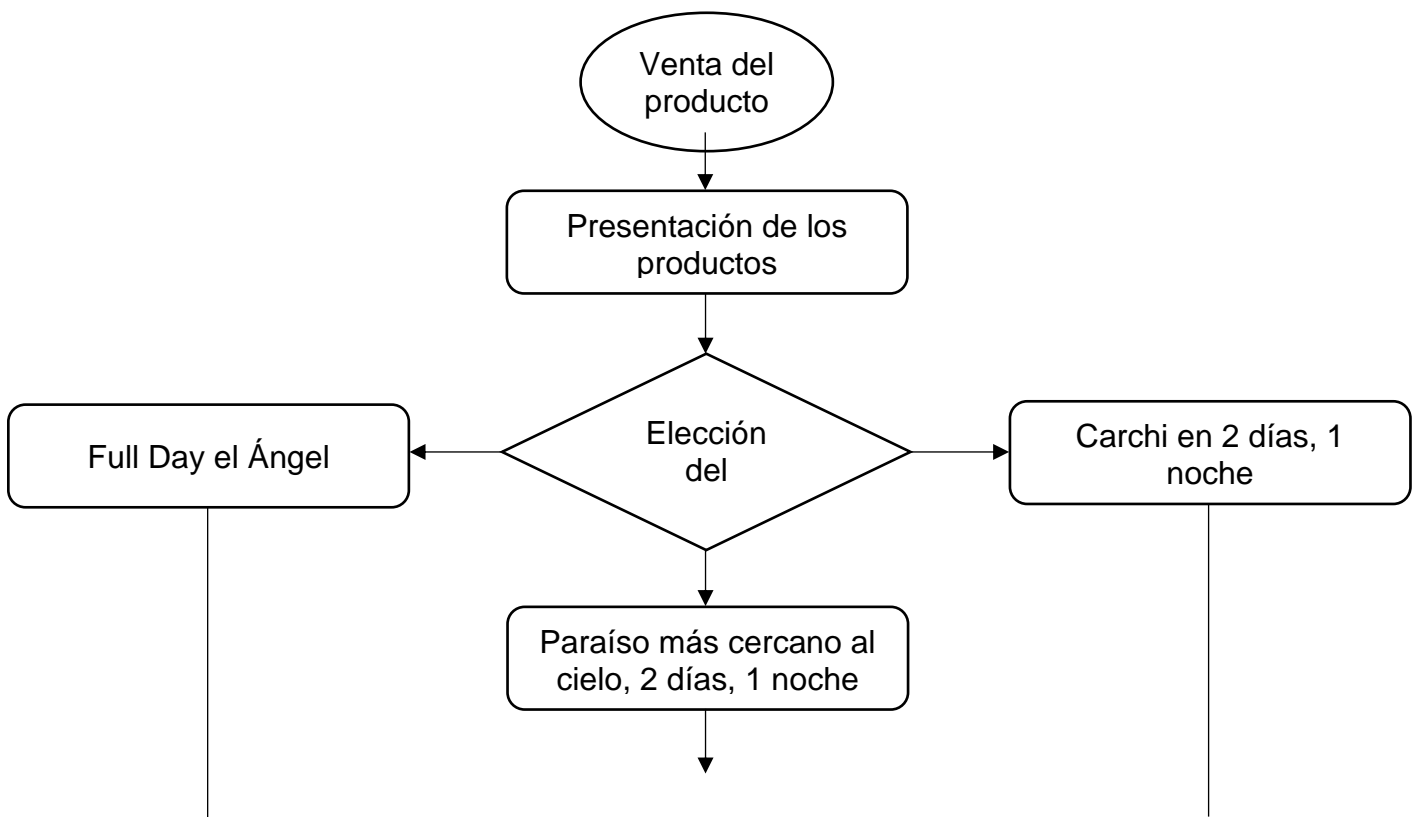 Venta del
producto
Presentación de los
productos
Elección
del
Full Day el Ángel
Carchi en 2 días, 1
noche
Paraíso más cercano al
cielo, 2 días, 1 noche